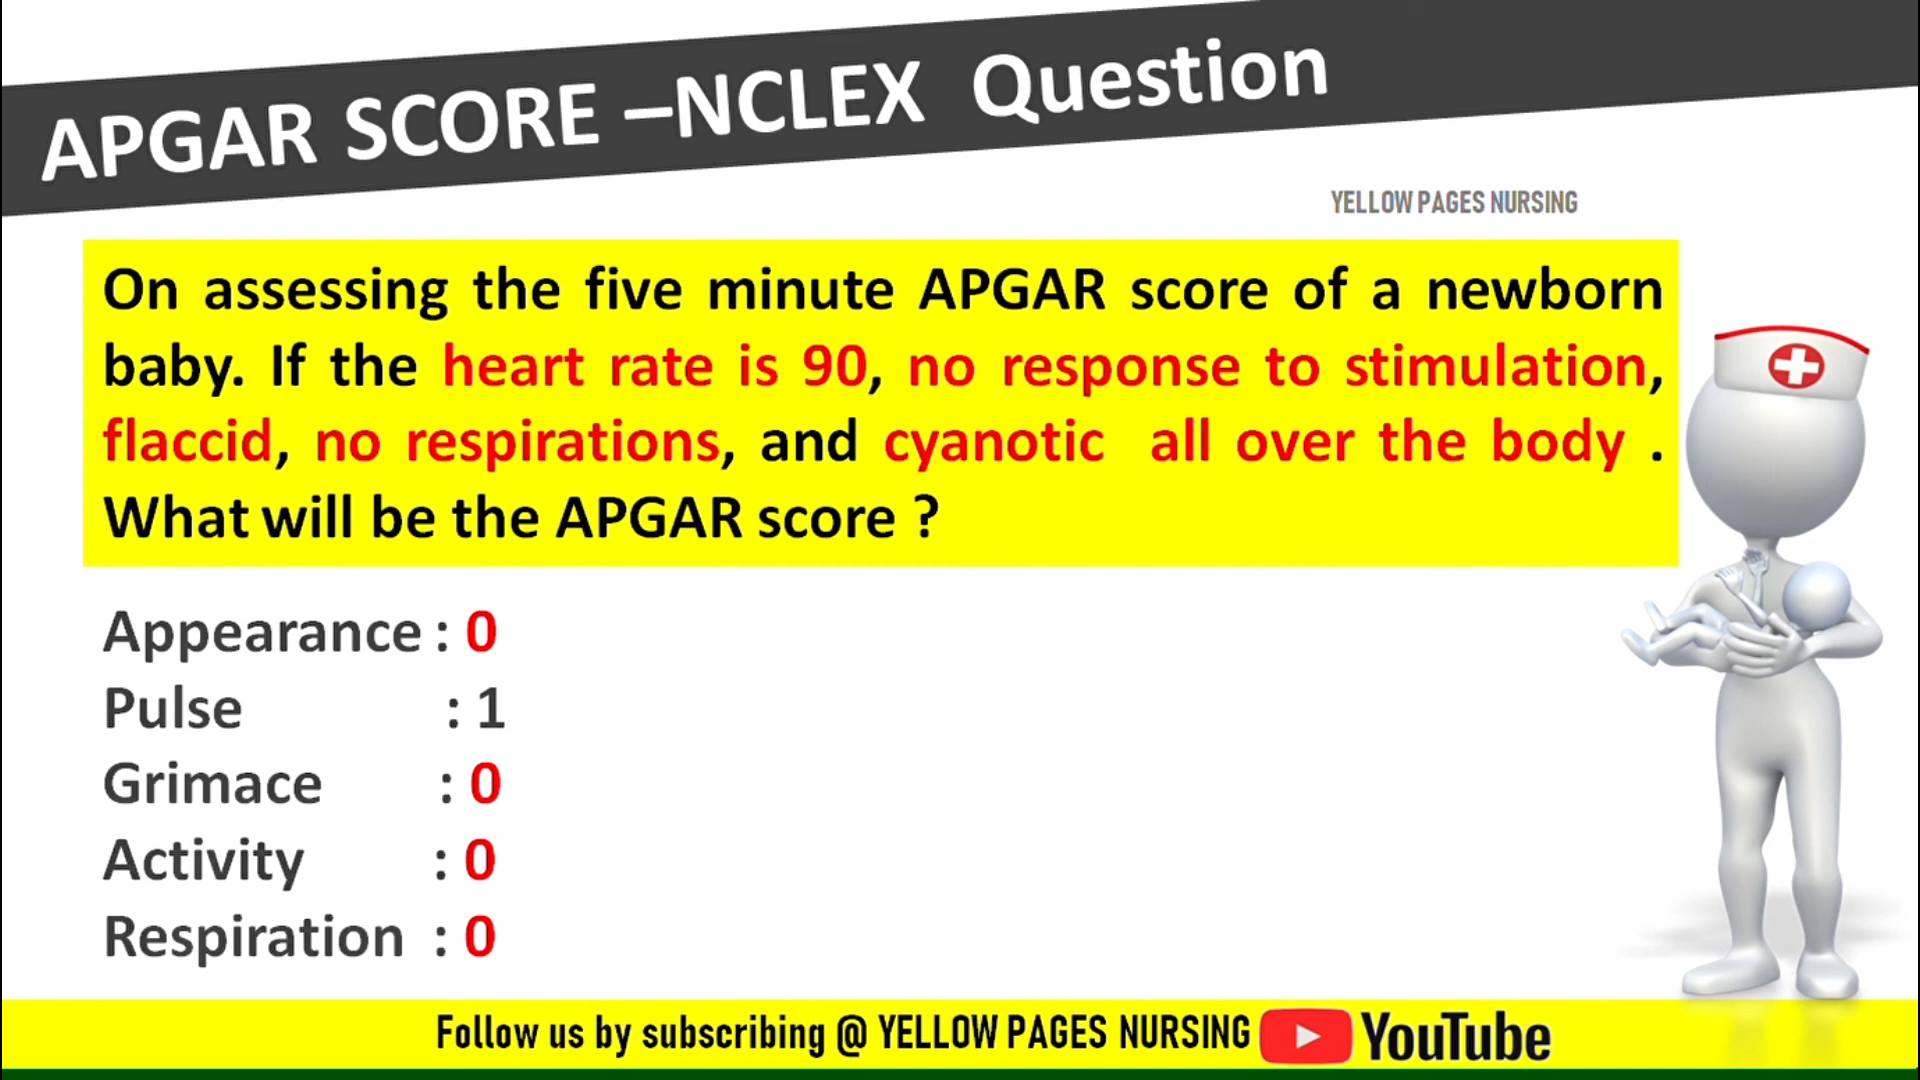 APGAR SCORE –NCLEX Question
YELLOW PAGES NURSING
On assessing the five minute APGAR score of a newborn
baby. If the heart rate is 90, no response to stimulation,
flaccid, no respirations, and cyanotic all over the body .
What will be the APGAR score ?
Appearance : 0
Pulse : 1
Grimace : 0
Activity : 0
Respiration : 0
Follow us by subscribing @ YELLOW PAGES NURSING YouTube